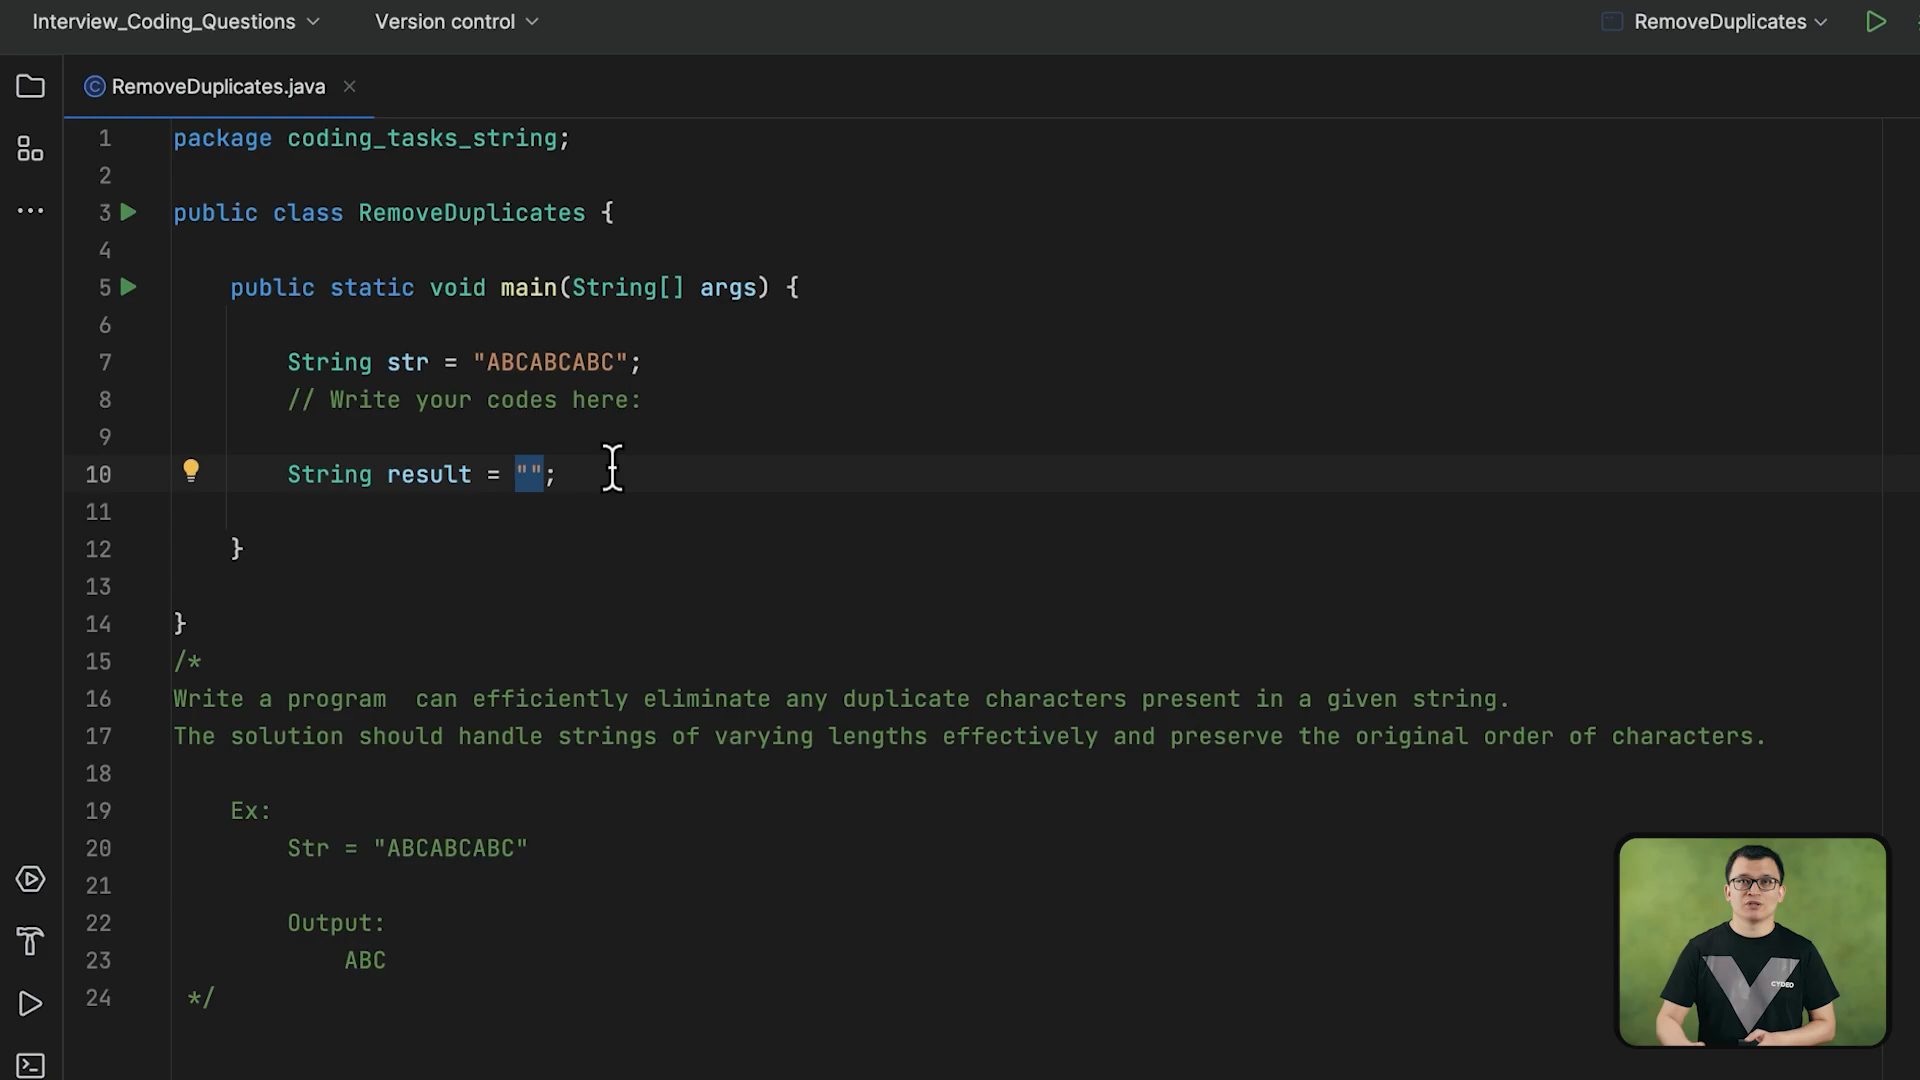 Interview_Coding_Questions Version control RemoveDuplicates
RemoveDuplicates.java
1 package coding_tasks_string;
2
3 public class RemoveDuplicates {
4
5 public static void main(String[] args) {
6
7 String str = "ABCABCABC";
8 // Write your codes here:
9
10 String result = "";
11
12 }
13
14 }
15 /*
16 Write a program  can efficiently eliminate any duplicate characters present in a given string.
17 The solution should handle strings of varying lengths effectively and preserve the original order of characters.
18
19 Ex:
20 Str = "ABCABCABC"
21
22 Output:
23 ABC
24 */
CYDEO